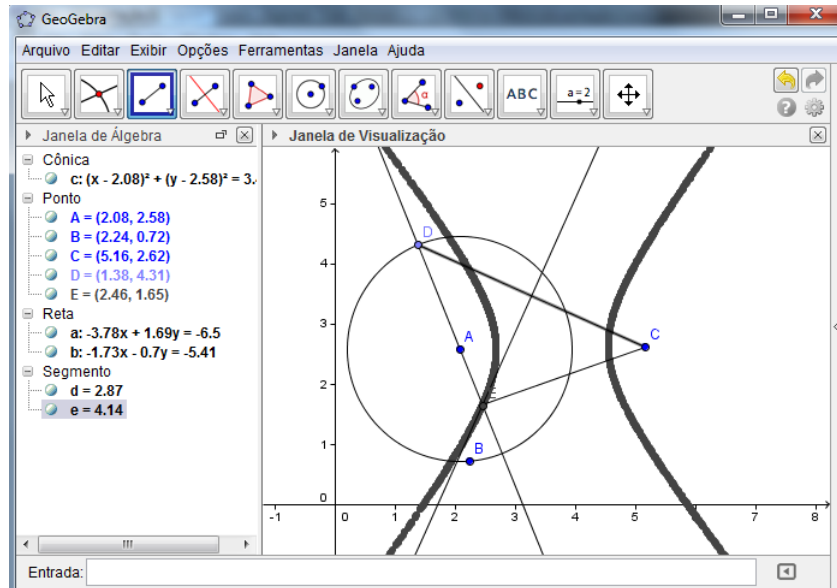 GeoGebra
Arquivo Editar Exibir Opções Ferramentas Janela Ajuda
ABC
a=2
α
Janela de Álgebra
Cônica
c: (x - 2.08)² + (y - 2.58)² = 3.
Ponto
A = (2.08, 2.58)
B = (2.24, 0.72)
C = (5.16, 2.62)
D = (1.38, 4.31)
E = (2.46, 1.65)
Reta
a: -3.78x + 1.69y = -6.5
b: -1.73x - 0.7y = -5.41
Segmento
d = 2.87
e = 4.14
Janela de Visualização
5
4
3
2
1
0
-1 0 1 2 3 4 5 6 7 8
D
A
C
E
B
Entrada: